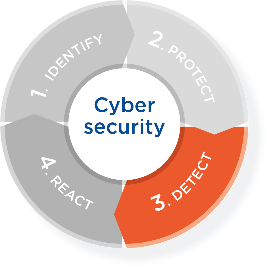 Cyber
security
1. IDENTIFY
2. PROTECT
3. DETECT
4. REACT